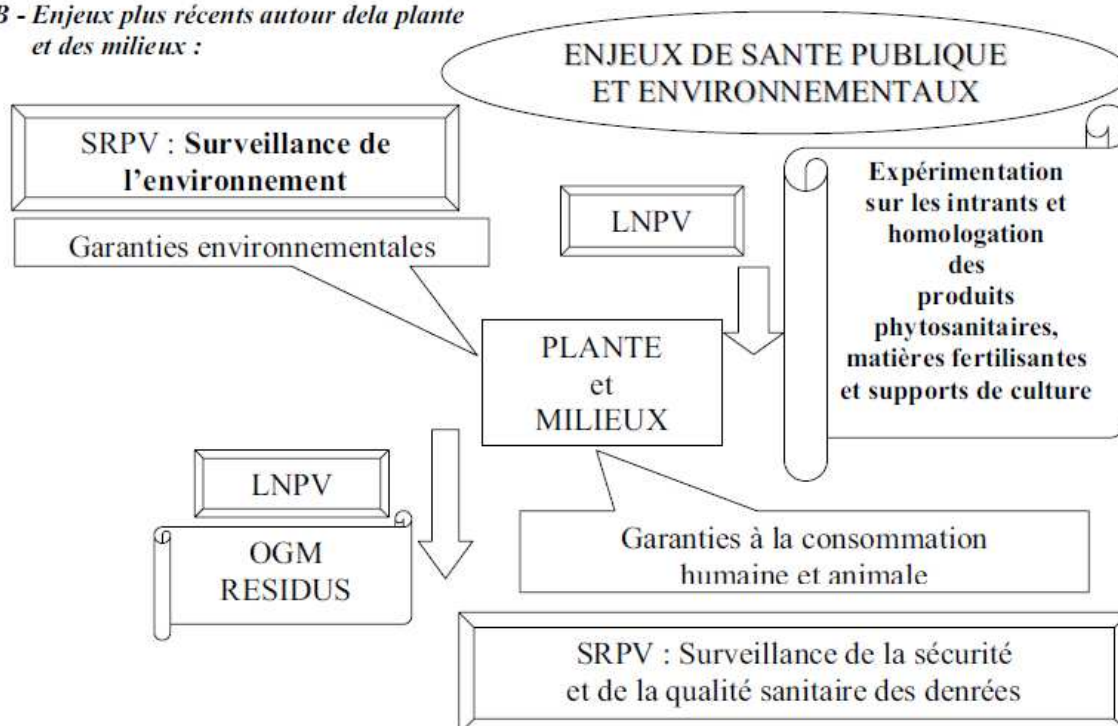 B - Enjeux plus récents autour dela plante
et des milieux :
ENJEUX DE SANTE PUBLIQUE
ET ENVIRONNEMENTAUX
SRPV : Surveillance de
l'environnement
Garanties environnementales
LNPV
Expérimentation
sur les intrants et
homologation
des
produits
phytosanitaires,
matières fertilisantes
et supports de culture
PLANTE
et
MILIEUX
LNPV
OGM
RESIDUS
Garanties à la consommation
humaine et animale
SRPV : Surveillance de la sécurité
et de la qualité sanitaire des denrées